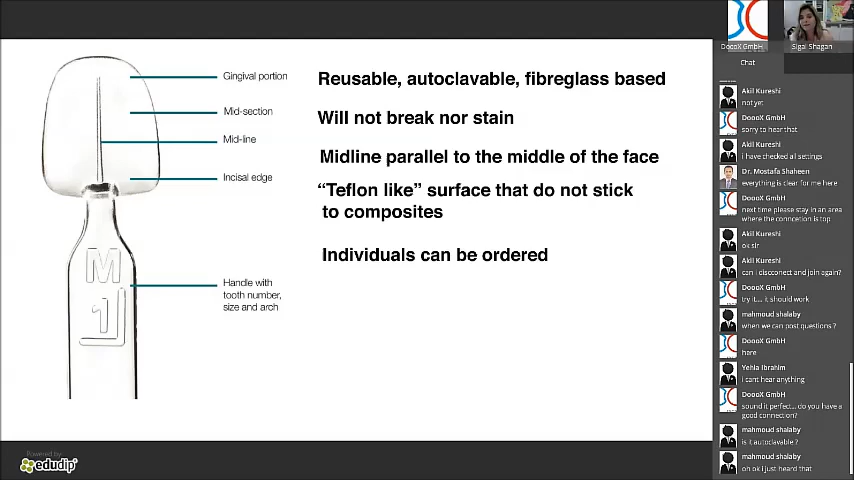 Gingival portion
Mid-section
Mid-line
Incisal edge
Handle with
tooth number,
size and arch
M
1
Reusable, autoclavable, fibreglass based
Will not break nor stain
Midline parallel to the middle of the face
“Teflon like” surface that do not stick
to composites
Individuals can be ordered
Powered by:
edudip
DoooX GmbH
Sigal Shagan
Chat
Akil Kureshi
not yet
DoooX GmbH
sorry to hear that
Akil Kureshi
i have checked all settings
Dr. Mostafa Shaheen
everything is clear for me here
DoooX GmbH
next time please stay in an area
where the conncetion is top
Akil Kureshi
ok sir
Akil Kureshi
can i discconect and join again?
DoooX GmbH
try it.... it should work
mahmoud shalaby
when we can post questions ?
DoooX GmbH
here
Yehia Ibrahim
i cant hear anything
DoooX GmbH
sound it perfect... do you have a
good connection?
mahmoud shalaby
is it autoclavable ?
mahmoud shalaby
oh ok I just heard that